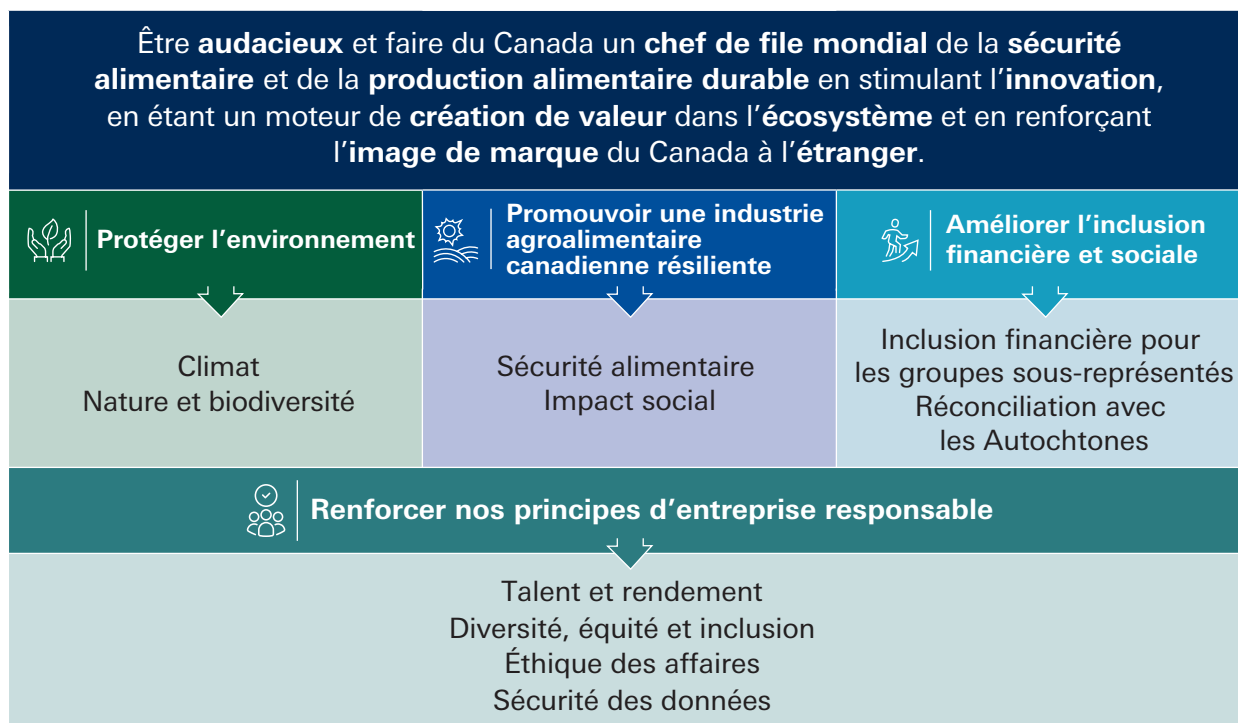 Être audacieux et faire du Canada un chef de file mondial de la sécurité
alimentaire et de la production alimentaire durable en stimulant l’innovation,
en étant un moteur de création de valeur dans l’écosystème et en renforçant
l’image de marque du Canada à l’étranger.
Protéger l’environnement
Promouvoir une industrie
agroalimentaire
canadienne résiliente
Améliorer l’inclusion
financière et sociale
Climat
Nature et biodiversité
Sécurité alimentaire
Impact social
Inclusion financière pour
les groupes sous-représentés
Réconciliation avec
les Autochtones
Renforcer nos principes d’entreprise responsable
Talent et rendement
Diversité, équité et inclusion
Éthique des affaires
Sécurité des données